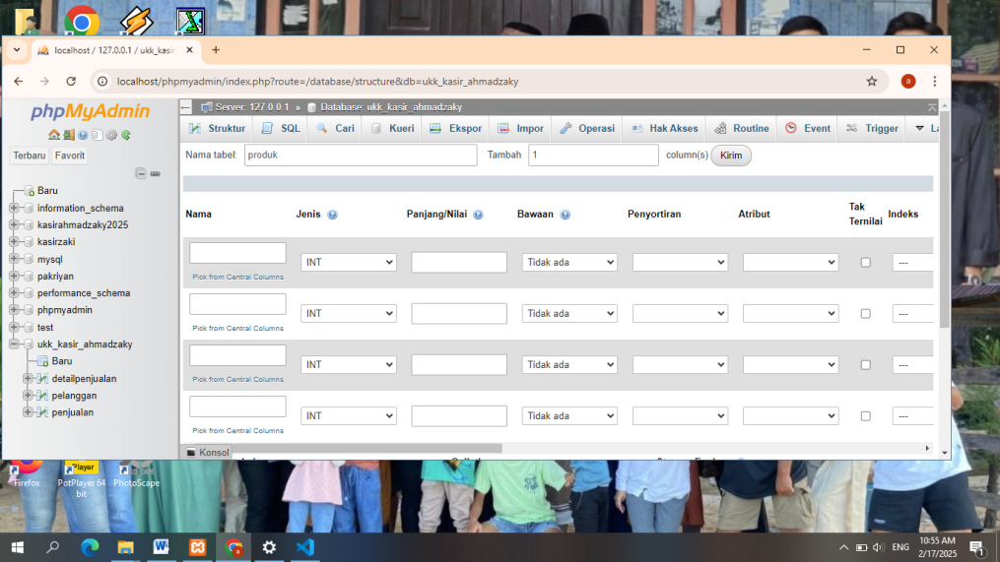 localhost / 127.0.0.1 / ukk_kasir
localhost/phpmyadmin/index.php?route=/database/structure&db=ukk_kasir_ahmadzaky
a
phpMyAdmin
Terbaru Favorit
Baru
information_schema
kasirahmadzaky2025
kasirzaki
mysql
pakriyan
performance_schema
phpmyadmin
test
ukk_kasir_ahmadzaky
Baru
detailpenjualan
pelanggan
penjualan
Server: 127.0.0.1 » Database: ukk_kasir_ahmadzaky
Struktur SQL Cari Kueri Ekspor Impor Operasi Hak Akses Routine Event Trigger
Nama tabel: produk Tambah 1 column(s) Kirim
Nama Jenis Panjang/Nilai Bawaan Penyortiran Atribut Tak Ternilai Indeks
INT Tidak ada ---
Pick from Central Columns
INT Tidak ada ---
Pick from Central Columns
INT Tidak ada ---
Pick from Central Columns
INT Tidak ada ---
Pick from Central Columns
Konsol
Firefox
Player
PotPlayer 64 bit
PhotoScape
ENG
10:55 AM
2/17/2025
1